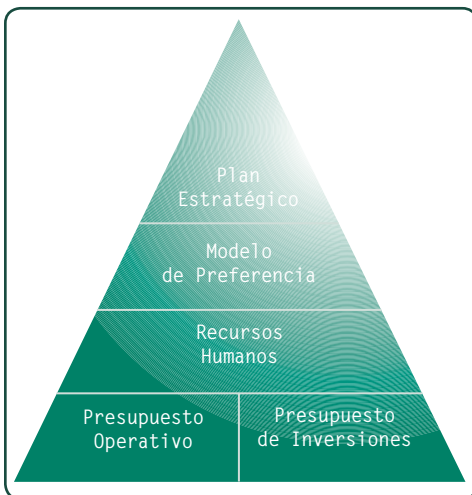 Plan
Estratégico
Modelo
de Preferencia
Recursos
Humanos
Presupuesto
Operativo
Presupuesto
de Inversiones